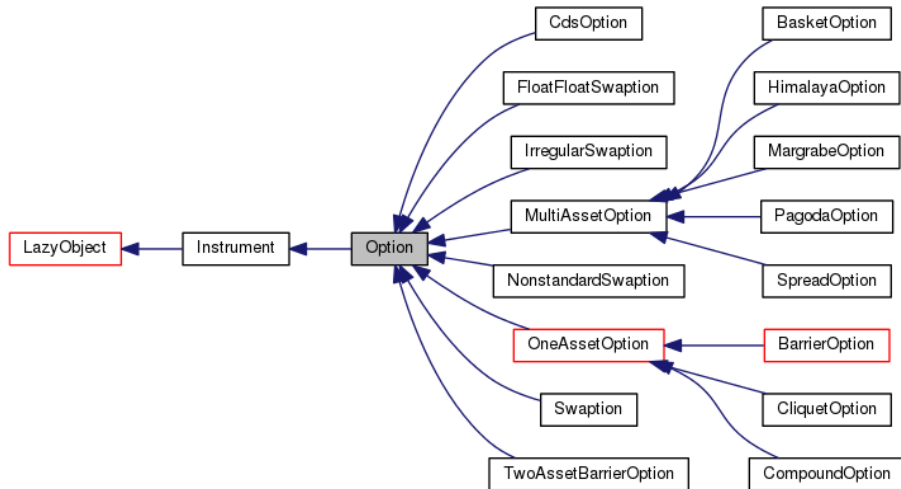 CdsOption
BasketOption
FloatFloatSwaption
HimalayaOption
IrregularSwaption
MargrabeOption
MultiAssetOption
PagodaOption
LazyObject
Instrument
Option
NonstandardSwaption
SpreadOption
OneAssetOption
BarrierOption
Swaption
CliquetOption
TwoAssetBarrierOption
CompoundOption